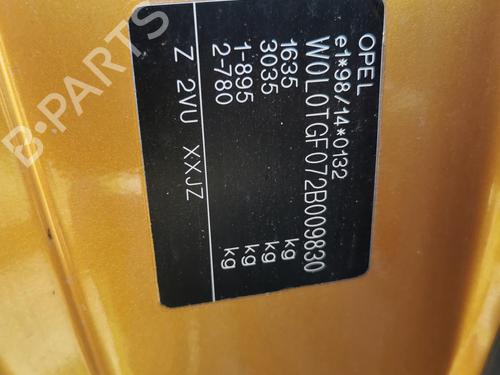 OPEL
e1*98/14*0132
W0L0TGF072B009830
1635 kg
3035 kg
1-895 kg
2-780 kg
Z 2VU XXJZ
B-PARTS